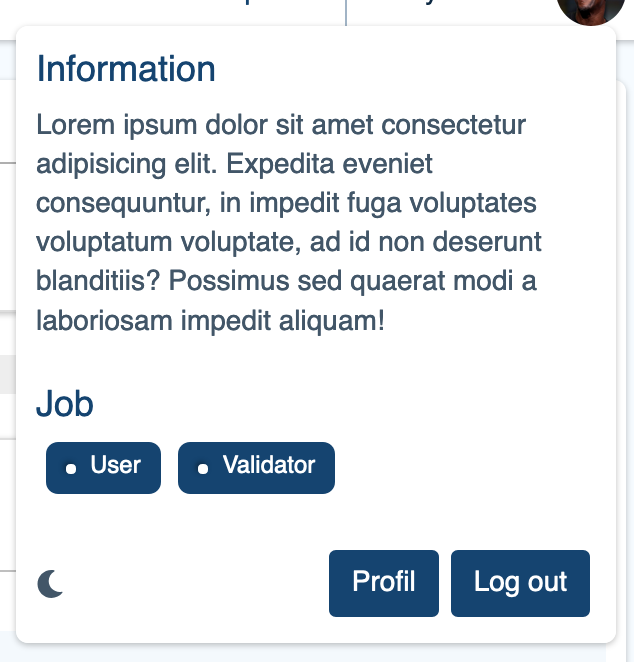 Information
Lorem ipsum dolor sit amet consectetur
adipisicing elit. Expedita eveniet
consequuntur, in impedit fuga voluptates
voluptatum voluptate, ad id non deserunt
blanditiis? Possimus sed quaerat modi a
laboriosam impedit aliquam!
Job
User
Validator
Profil
Log out